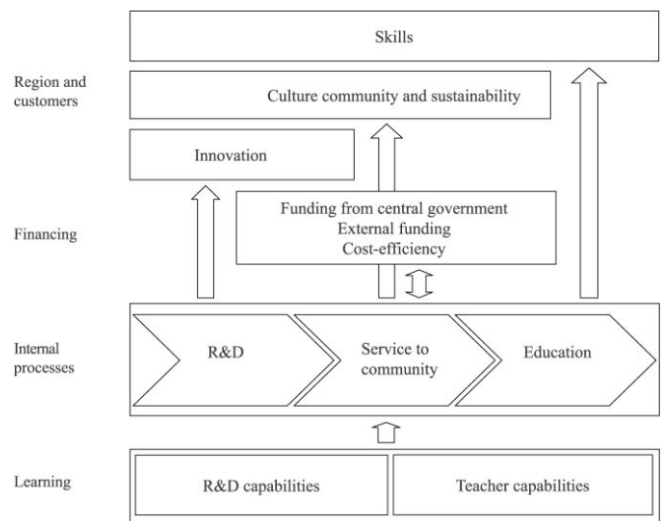 Skills
Region and
customers
Culture community and sustainability
Innovation
Funding from central government
External funding
Cost-efficiency
Financing
Internal
processes
R&D
Service to
community
Education
Learning
R&D capabilities
Teacher capabilities